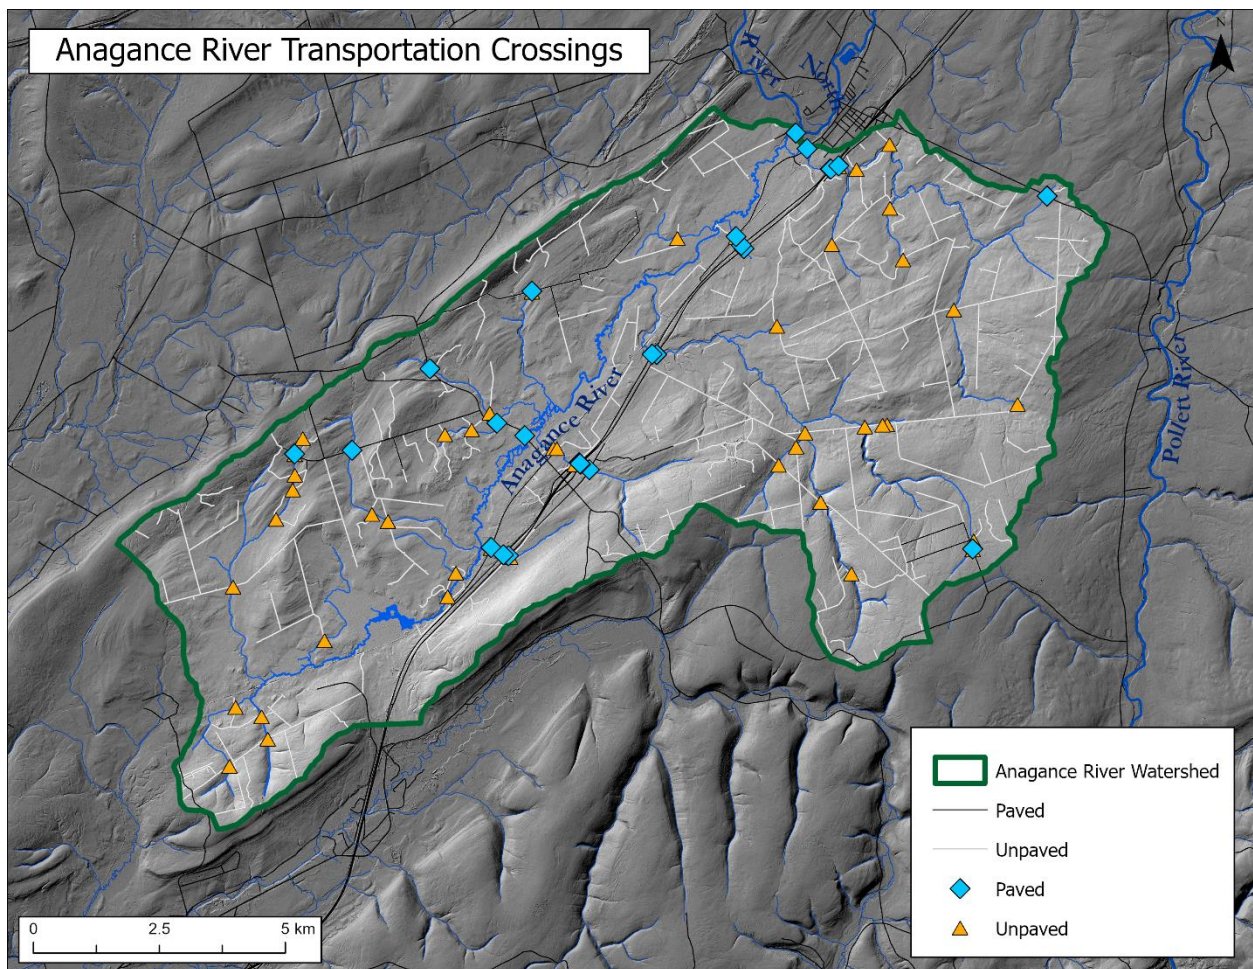 Anagance River Transportation Crossings
North
River
Anagance River
Pollett River
Anagance River Watershed
Paved
Unpaved
Paved
Unpaved
0 2.5 5 km